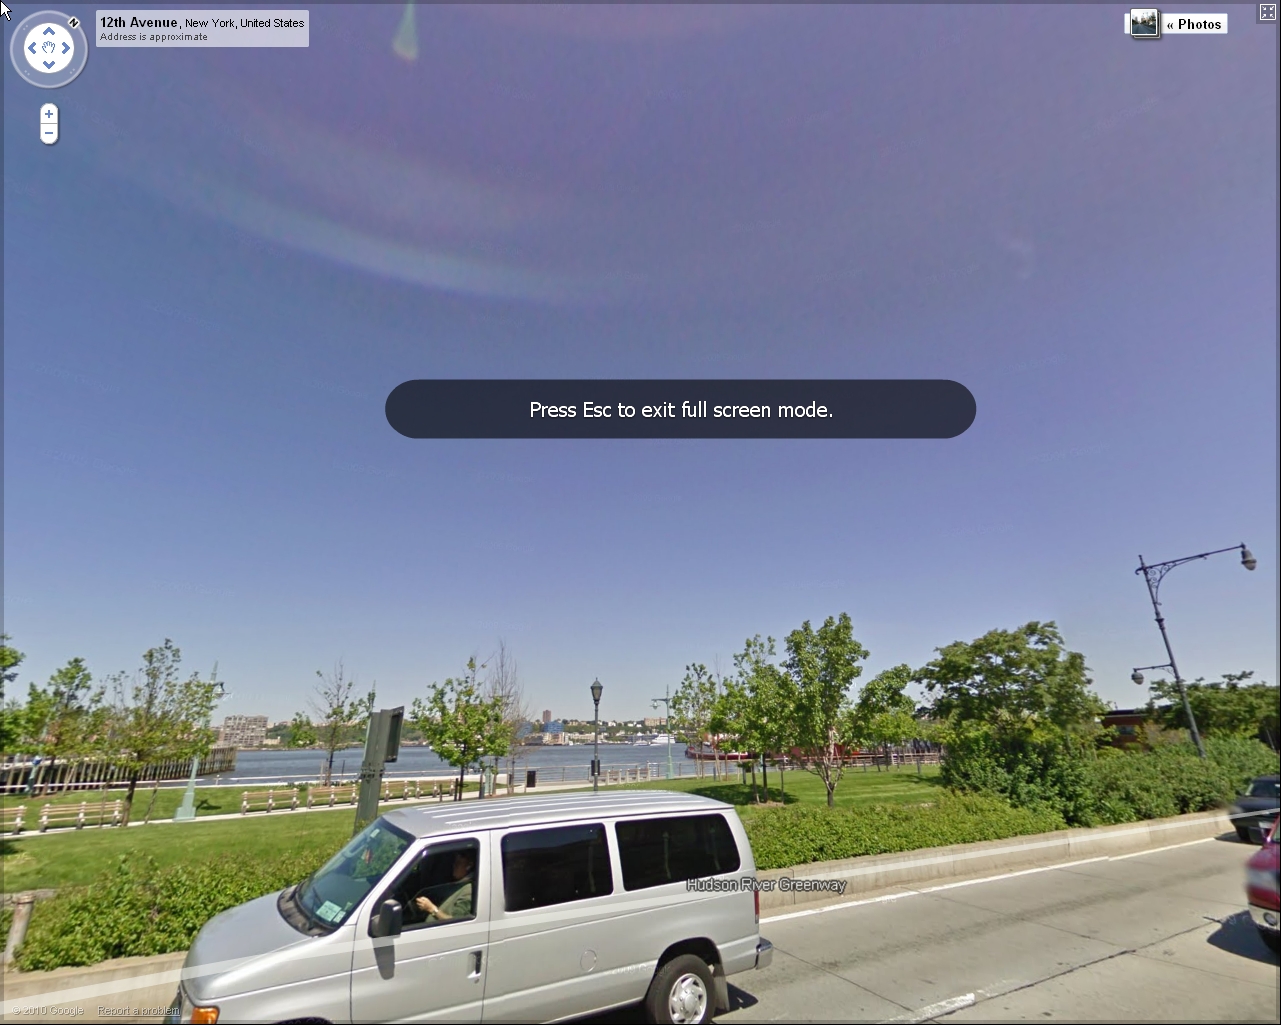 12th Avenue, New York, United States
Address is approximate
« Photos
N
+
−
Press Esc to exit full screen mode.
Hudson River Greenway
© 2010 Google Report a problem